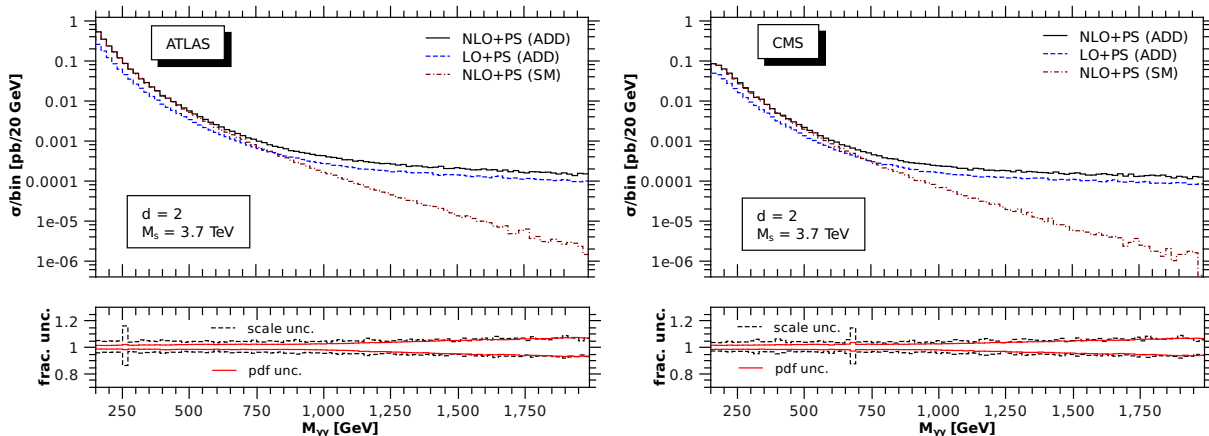 ATLAS
NLO+PS (ADD)
LO+PS (ADD)
NLO+PS (SM)
1
0.1
0.01
0.001
0.0001
1e-05
1e-06
σ/bin [pb/20 GeV]
d = 2
Ms = 3.7 TeV
1.2
1
0.8
frac. unc.
scale unc.
pdf unc.
250
500
750
1,000
1,250
1,500
1,750
Mγγ [GeV]
CMS
NLO+PS (ADD)
LO+PS (ADD)
NLO+PS (SM)
1
0.1
0.01
0.001
0.0001
1e-05
1e-06
σ/bin [pb/20 GeV]
d = 2
Ms = 3.7 TeV
1.2
1
0.8
frac. unc.
scale unc.
pdf unc.
250
500
750
1,000
1,250
1,500
1,750
Mγγ [GeV]